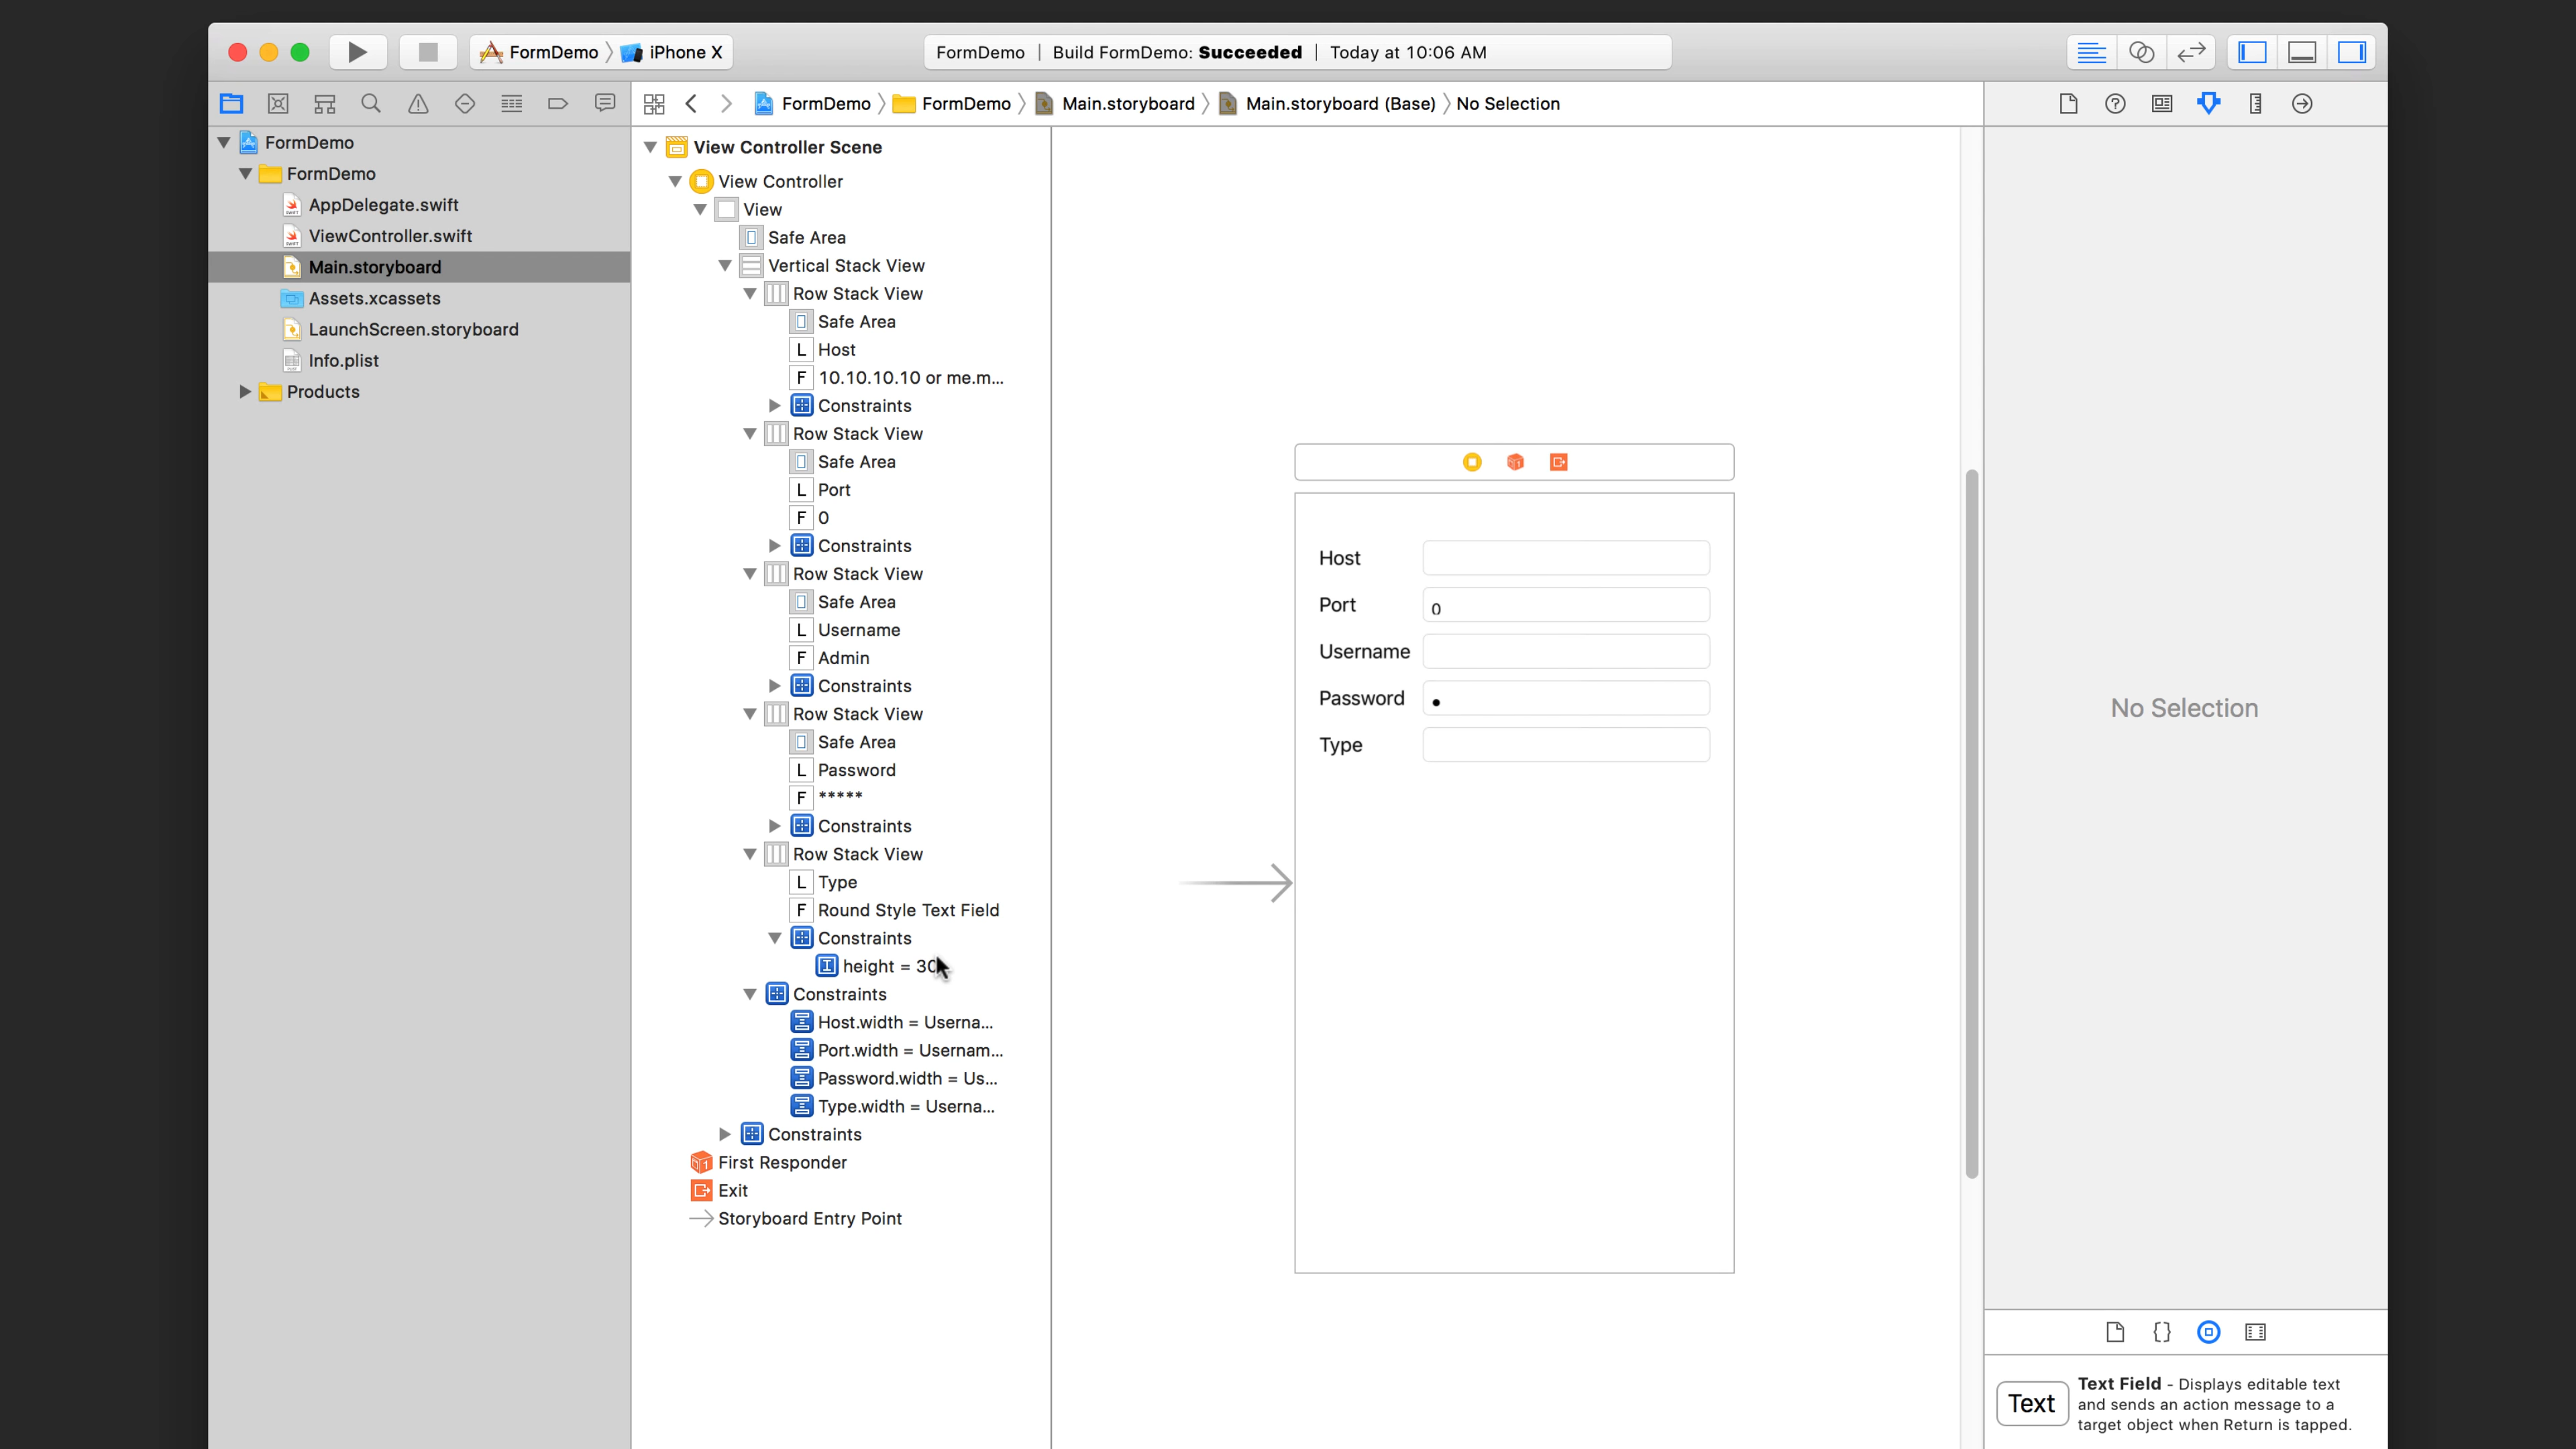 FormDemo iPhone X
FormDemo | Build FormDemo: Succeeded | Today at 10:06 AM
FormDemo FormDemo Main.storyboard Main.storyboard (Base) No Selection
FormDemo
FormDemo
AppDelegate.swift
ViewController.swift
Main.storyboard
Assets.xcassets
LaunchScreen.storyboard
Info.plist
Products
View Controller Scene
View Controller
View
Safe Area
Vertical Stack View
Row Stack View
Safe Area
L Host
F 10.10.10.10 or me.m...
Constraints
Row Stack View
Safe Area
L Port
F 0
Constraints
Row Stack View
Safe Area
L Username
F Admin
Constraints
Row Stack View
Safe Area
L Password
F *****
Constraints
Row Stack View
L Type
F Round Style Text Field
Constraints
height = 30
Constraints
Host.width = Userna...
Port.width = Usernam...
Password.width = Us...
Type.width = Userna...
Constraints
First Responder
Exit
Storyboard Entry Point
Host
Port 0
Username
Password •
Type
No Selection
Text
Text Field - Displays editable text
and sends an action message to a
target object when Return is tapped.